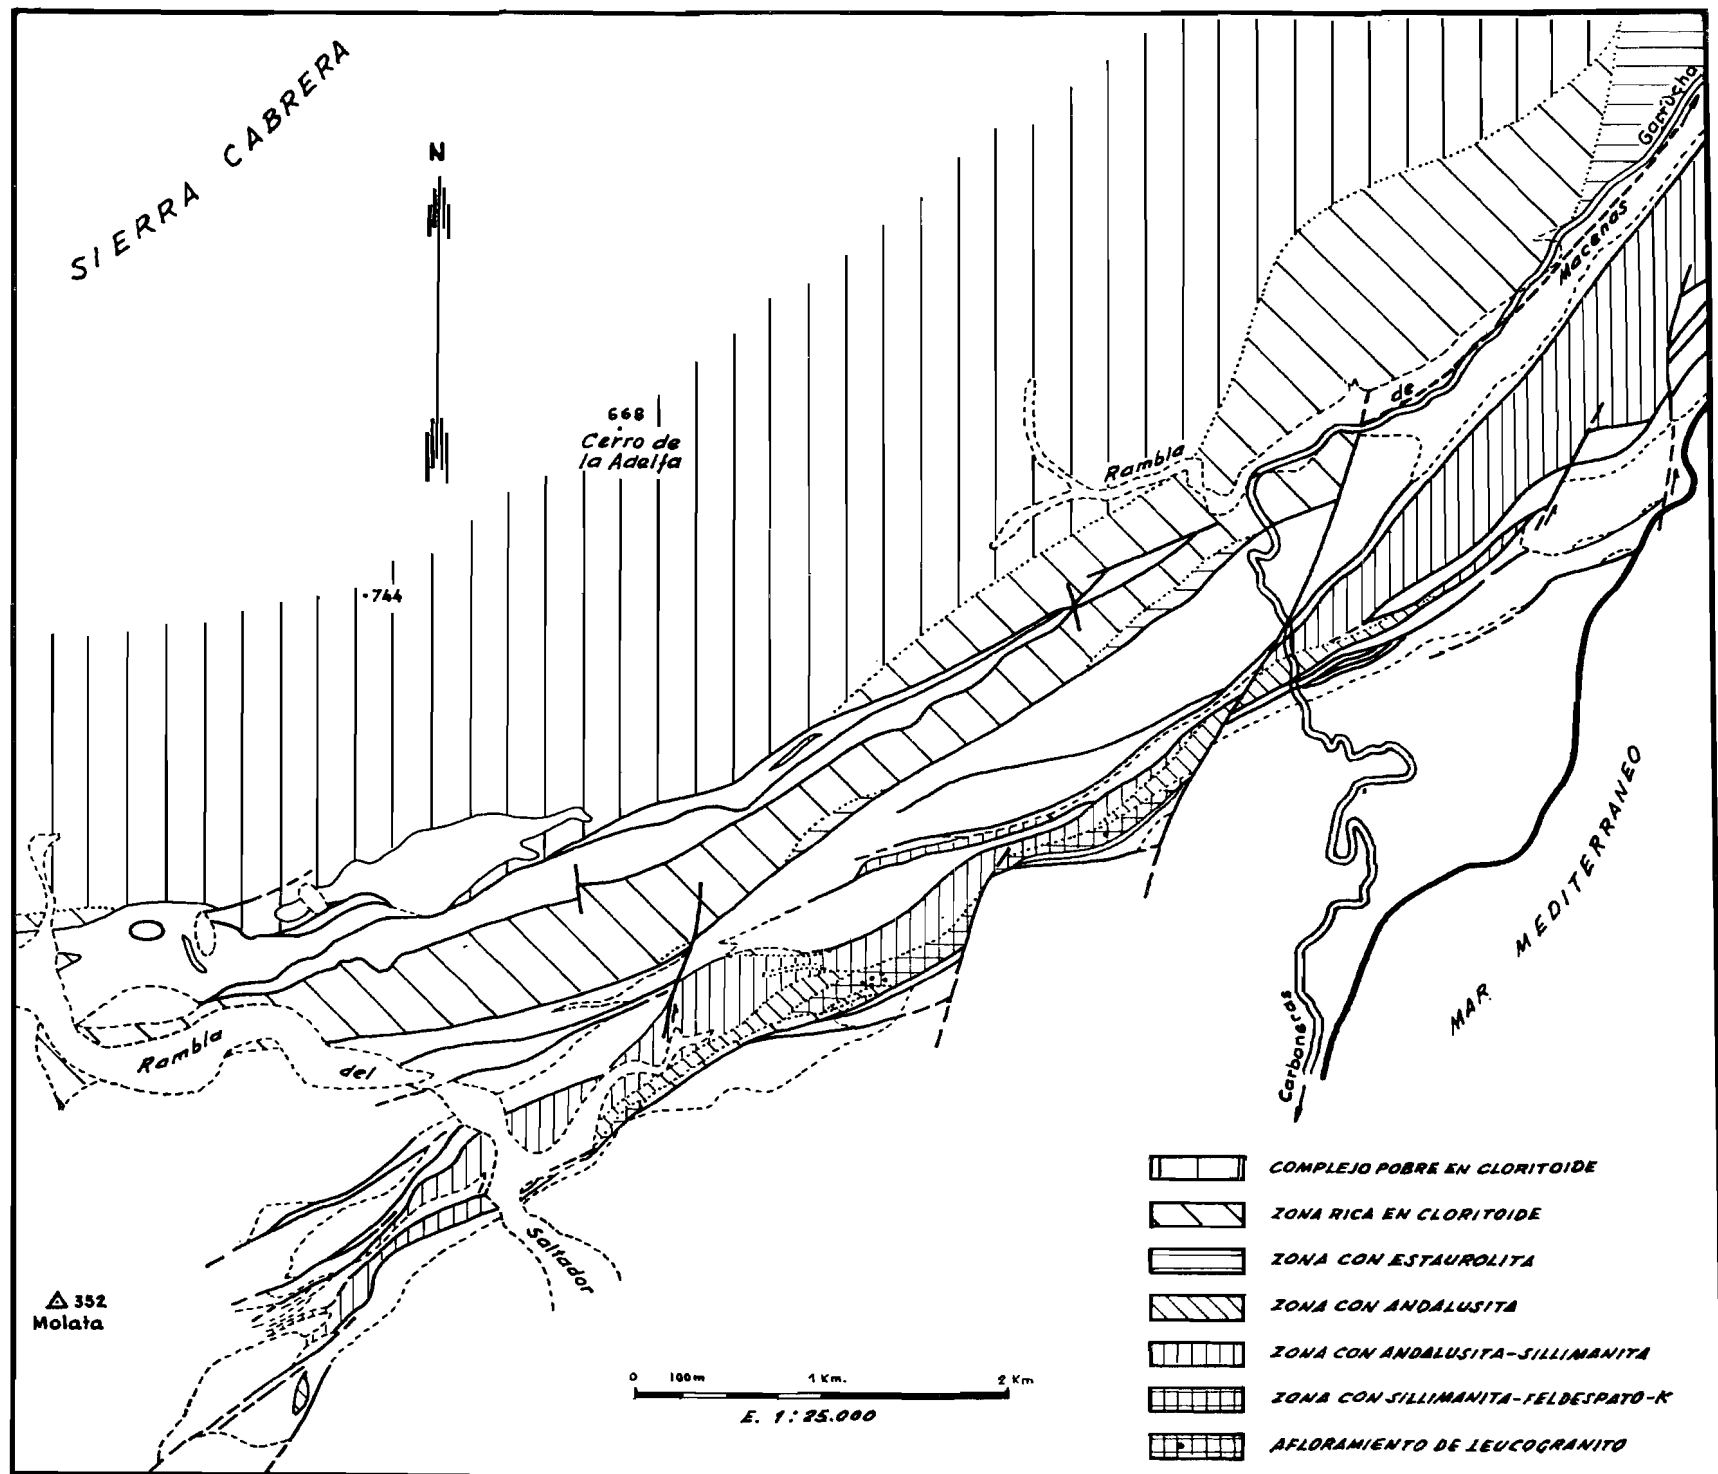 SIERRA CABRERA
N
Garrucha
Macenas
de
Rambla
668
Cerro de
la Adelfa
·744
MAR MEDITERRANEO
Carboneras
Rambla
del
Saltador
352
Molata
COMPLEJO POBRE EN CLORITOIDE
ZONA RICA EN CLORITOIDE
ZONA CON ESTAUROLITA
ZONA CON ANDALUSITA
ZONA CON ANDALUSITA-SILLIMANITA
ZONA CON SILLIMANITA-FELDESPATO-K
AFLORAMIENTO DE LEUCOGRANITO
0 100m 1 Km. 2 Km
E. 1:25.000